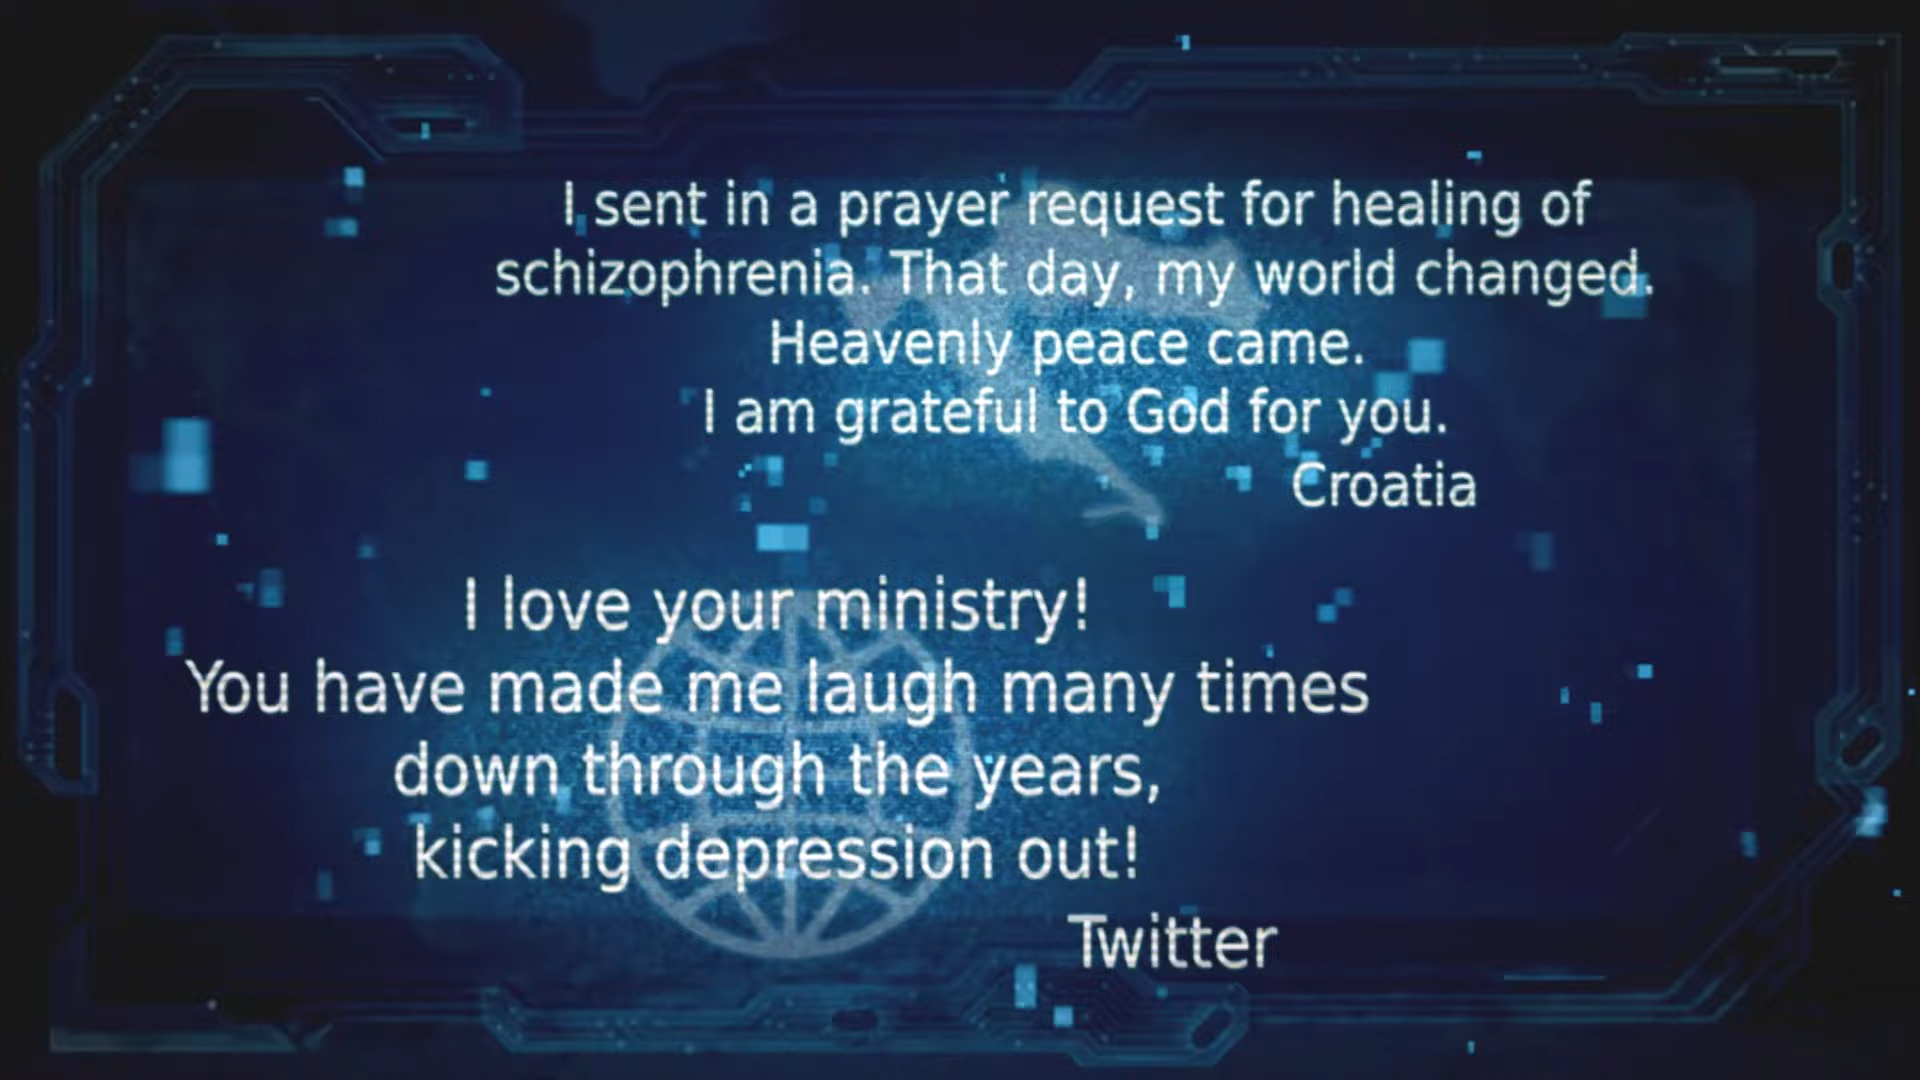 I sent in a prayer request for healing of
schizophrenia. That day, my world changed.
Heavenly peace came.
I am grateful to God for you.
Croatia
I love your ministry!
You have made me laugh many times
down through the years,
kicking depression out!
Twitter